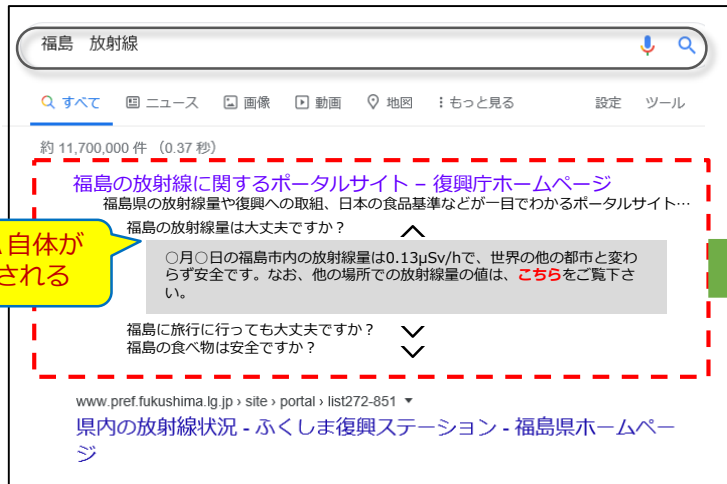 福島　放射線
すべて ニュース 画像 動画 地図 もっと見る 設定 ツール
約 11,700,000 件 （0.37 秒）
福島の放射線に関するポータルサイト – 復興庁ホームページ
福島県の放射線量や復興への取組、日本の食品基準などが一目でわかるポータルサイト…
福島の放射線量は大丈夫ですか？
自体が
される
○月○日の福島市内の放射線量は0.13μSv/hで、世界の他の都市と変わ
らず安全です。なお、他の場所での放射線量の値は、こちらをご覧下さ
い。
福島に旅行に行っても大丈夫ですか？
福島の食べ物は安全ですか？
www.pref.fukushima.lg.jp › site › portal › list272-851
県内の放射線状況 - ふくしま復興ステーション - 福島県ホームペー
ジ